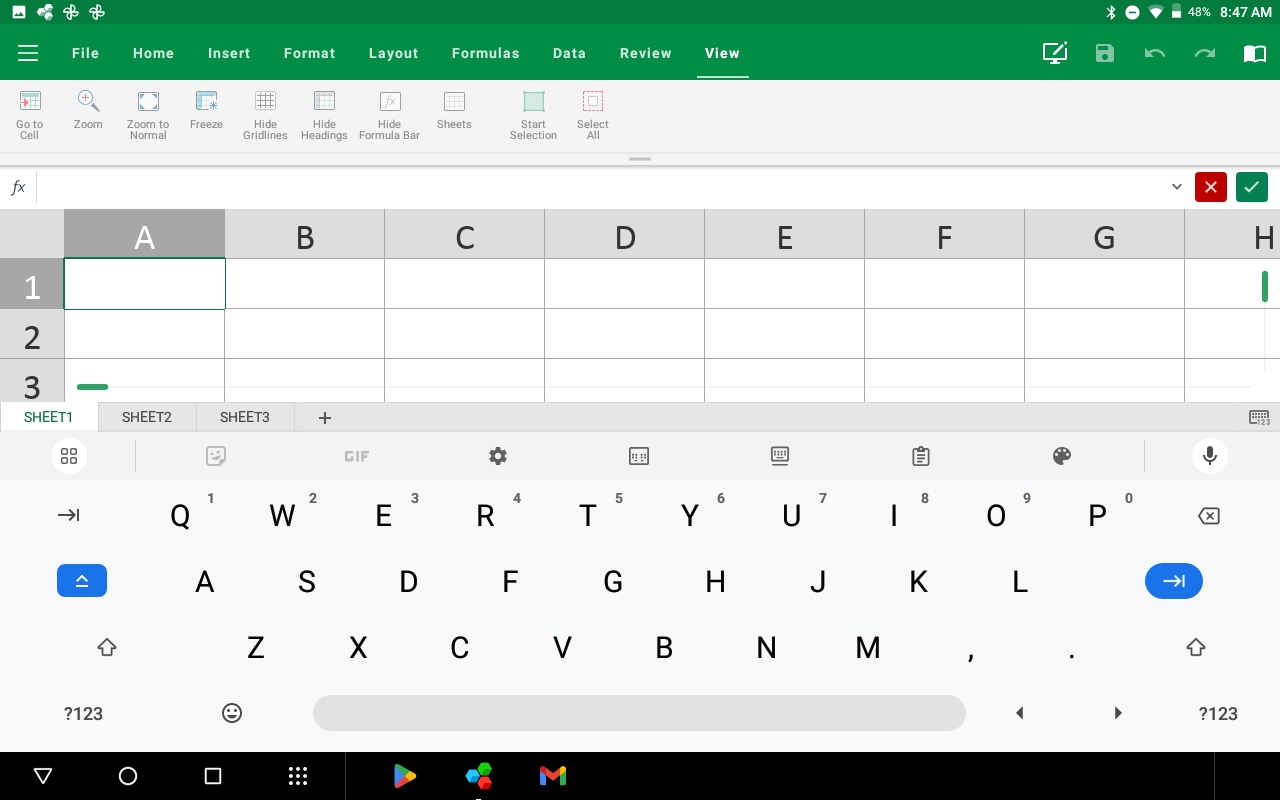 48% 8:47 AM
File Home Insert Format Layout Formulas Data Review View
Go to Cell
Zoom
Zoom to Normal
Freeze
Hide Gridlines
Hide Headings
Hide Formula Bar
Sheets
Start Selection
Select All
fx
A B C D E F G H
1
2
3
SHEET1 SHEET2 SHEET3 +
GIF
Q 1 W 2 E 3 R 4 T 5 Y 6 U 7 I 8 O 9 P 0
A S D F G H J K L
Z X C V B N M , .
?123 ?123